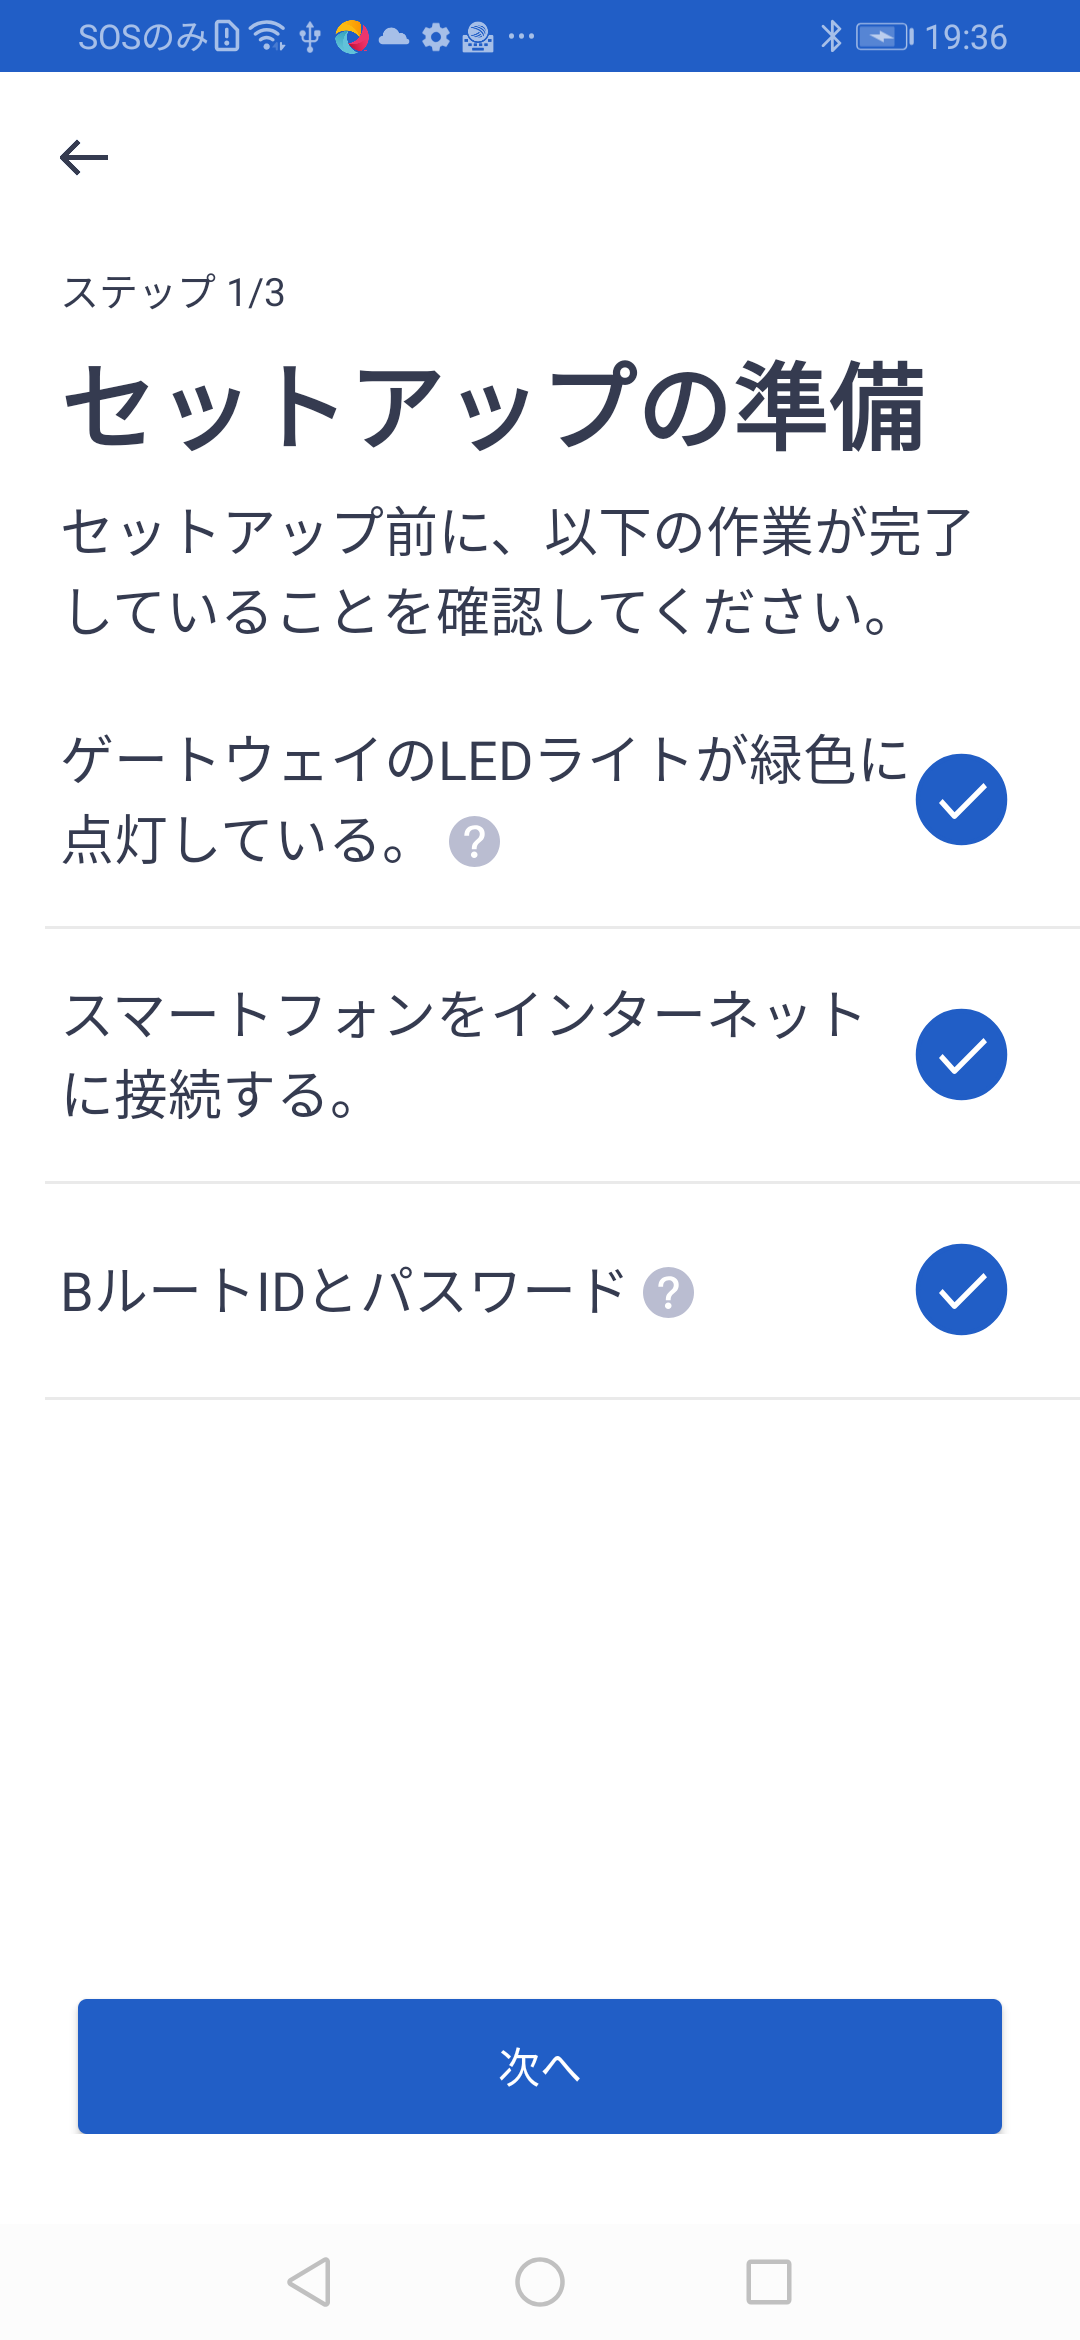 SOSのみ 19:36
ステップ 1/3
セットアップの準備
セットアップ前に、以下の作業が完了
していることを確認してください。
ゲートウェイのLEDライトが緑色に
点灯している。 ?
スマートフォンをインターネット
に接続する。
BルートIDとパスワード ?
次へ